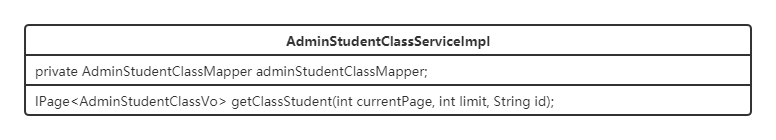 AdminStudentClassServiceImpl
private AdminStudentClassMapper adminStudentClassMapper;
IPage<AdminStudentClassVo> getClassStudent(int currentPage, int limit, String id);